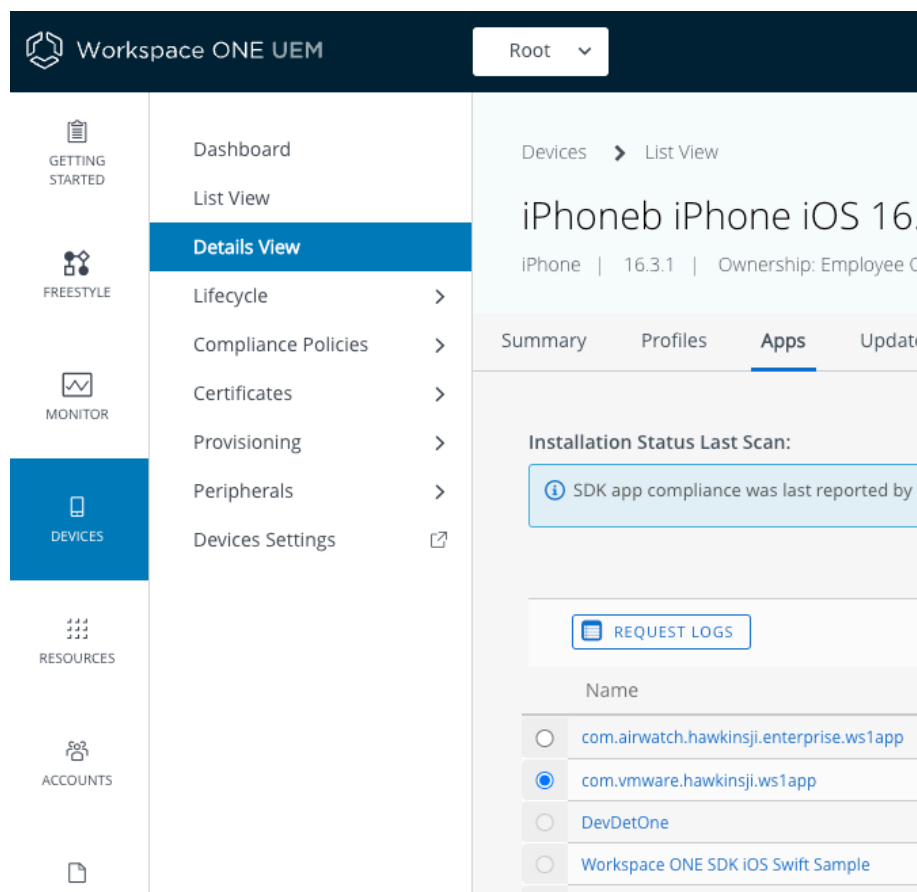 Workspace ONE UEM
Root
GETTING
STARTED
FREESTYLE
MONITOR
DEVICES
RESOURCES
ACCOUNTS
Dashboard
List View
Details View
Lifecycle
Compliance Policies
Certificates
Provisioning
Peripherals
Devices Settings
Devices > List View
iPhoneb iPhone iOS 16.
iPhone | 16.3.1 | Ownership: Employee
Summary Profiles Apps Update
Installation Status Last Scan:
SDK app compliance was last reported by
REQUEST LOGS
Name
com.airwatch.hawkinsji.enterprise.ws1app
com.vmware.hawkinsji.ws1app
DevDetOne
Workspace ONE SDK iOS Swift Sample